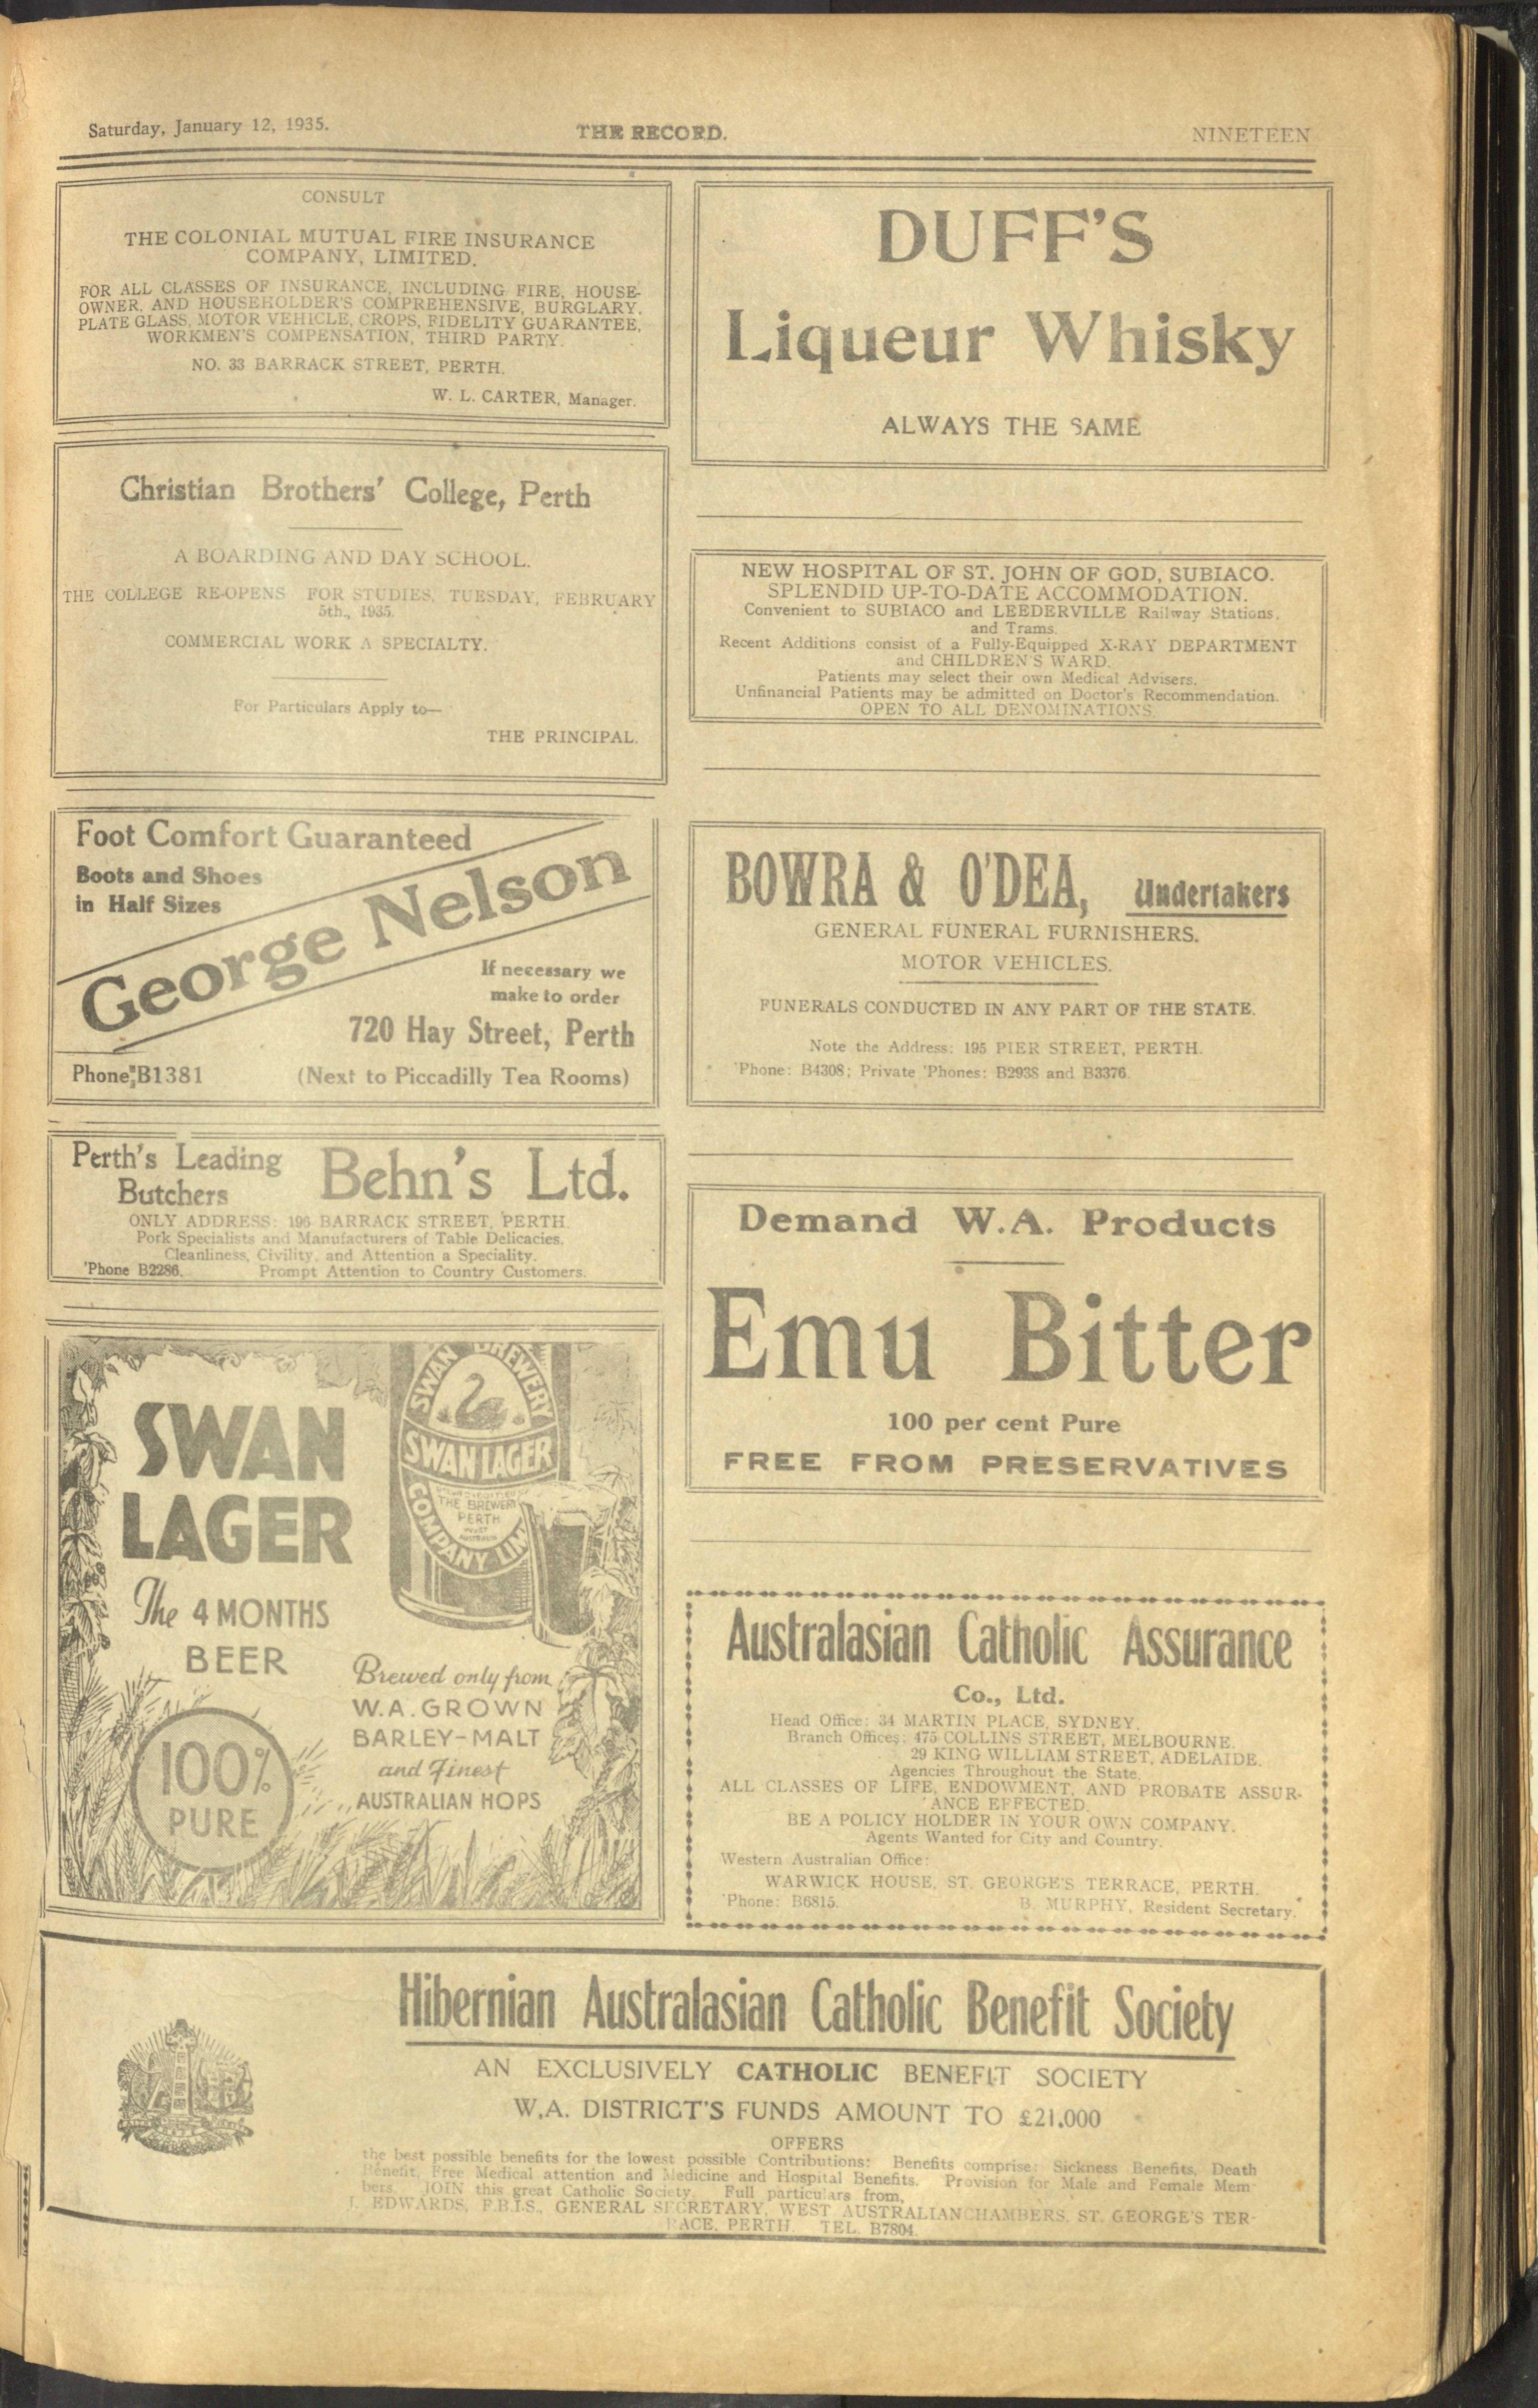 Saturday, January 12, 1935.
THE RECORD.
NINETEEN
CONSULT
THE COLONIAL MUTUAL FIRE INSURANCE
COMPANY, LIMITED.
FOR ALL CLASSES OF INSURANCE, INCLUDING FIRE, HOUSE-
OWNER, AND HOUSEHOLDER'S COMPREHENSIVE, BURGLARY,
PLATE GLASS, MOTOR VEHICLE, CROPS, FIDELITY GUARANTEE,
WORKMEN'S COMPENSATION, THIRD PARTY.
NO. 33 BARRACK STREET, PERTH.
W. L. CARTER, Manager.
Christian Brothers' College, Perth
A BOARDING AND DAY SCHOOL.
THE COLLEGE RE-OPENS FOR STUDIES, TUESDAY, FEBRUARY
5th., 1935.
COMMERCIAL WORK A SPECIALTY.
For Particulars Apply to—
THE PRINCIPAL.
Foot Comfort Guaranteed
Boots and Shoes
in Half Sizes
George Nelson
If necessary we
make to order
720 Hay Street, Perth
Phone B1381 (Next to Piccadilly Tea Rooms)
Perth's Leading
Butchers
Behn's Ltd.
ONLY ADDRESS: 196 BARRACK STREET, PERTH.
Pork Specialists and Manufacturers of Table Delicacies.
Cleanliness, Civility, and Attention a Speciality.
'Phone B2286. Prompt Attention to Country Customers.
SWAN BREWERY
SWAN LAGER
THE BREWERY
PERTH
WEST
AUSTRALIA
COMPANY LIM
SWAN
LAGER
The 4 MONTHS
BEER
Brewed only from
W.A. GROWN
BARLEY-MALT
and Finest
AUSTRALIAN HOPS
100%
PURE
DUFF'S
Liqueur Whisky
ALWAYS THE SAME
NEW HOSPITAL OF ST. JOHN OF GOD, SUBIACO.
SPLENDID UP-TO-DATE ACCOMMODATION.
Convenient to SUBIACO and LEEDERVILLE Railway Stations,
and Trams.
Recent Additions consist of a Fully-Equipped X-RAY DEPARTMENT
and CHILDREN'S WARD.
Patients may select their own Medical Advisers.
Unfinancial Patients may be admitted on Doctor's Recommendation.
OPEN TO ALL DENOMINATIONS.
BOWRA & O'DEA, Undertakers
GENERAL FUNERAL FURNISHERS.
MOTOR VEHICLES.
FUNERALS CONDUCTED IN ANY PART OF THE STATE.
Note the Address: 195 PIER STREET, PERTH.
'Phone: B4308; Private 'Phones: B2938 and B3376.
Demand W.A. Products
Emu Bitter
100 per cent Pure
FREE FROM PRESERVATIVES
Australasian Catholic Assurance
Co., Ltd.
Head Office: 34 MARTIN PLACE, SYDNEY.
Branch Offices: 475 COLLINS STREET, MELBOURNE.
29 KING WILLIAM STREET, ADELAIDE.
Agencies Throughout the State.
ALL CLASSES OF LIFE, ENDOWMENT, AND PROBATE ASSUR-
ANCE EFFECTED.
BE A POLICY HOLDER IN YOUR OWN COMPANY.
Agents Wanted for City and Country.
Western Australian Office:
WARWICK HOUSE, ST. GEORGE'S TERRACE, PERTH.
'Phone: B6815. B. MURPHY, Resident Secretary.
Hibernian Australasian Catholic Benefit Society
AN EXCLUSIVELY CATHOLIC BENEFIT SOCIETY
W.A. DISTRICT'S FUNDS AMOUNT TO £21,000
OFFERS
the best possible benefits for the lowest possible Contributions: Benefits comprise: Sickness Benefits, Death
Benefit, Free Medical attention and Medicine and Hospital Benefits. Provision for Male and Female Mem-
bers. JOIN this great Catholic Society. Full particulars from,
J. EDWARDS, F.B.I.S., GENERAL SECRETARY, WEST AUSTRALIAN CHAMBERS, ST. GEORGE'S TER-
RACE, PERTH. TEL. B7804.